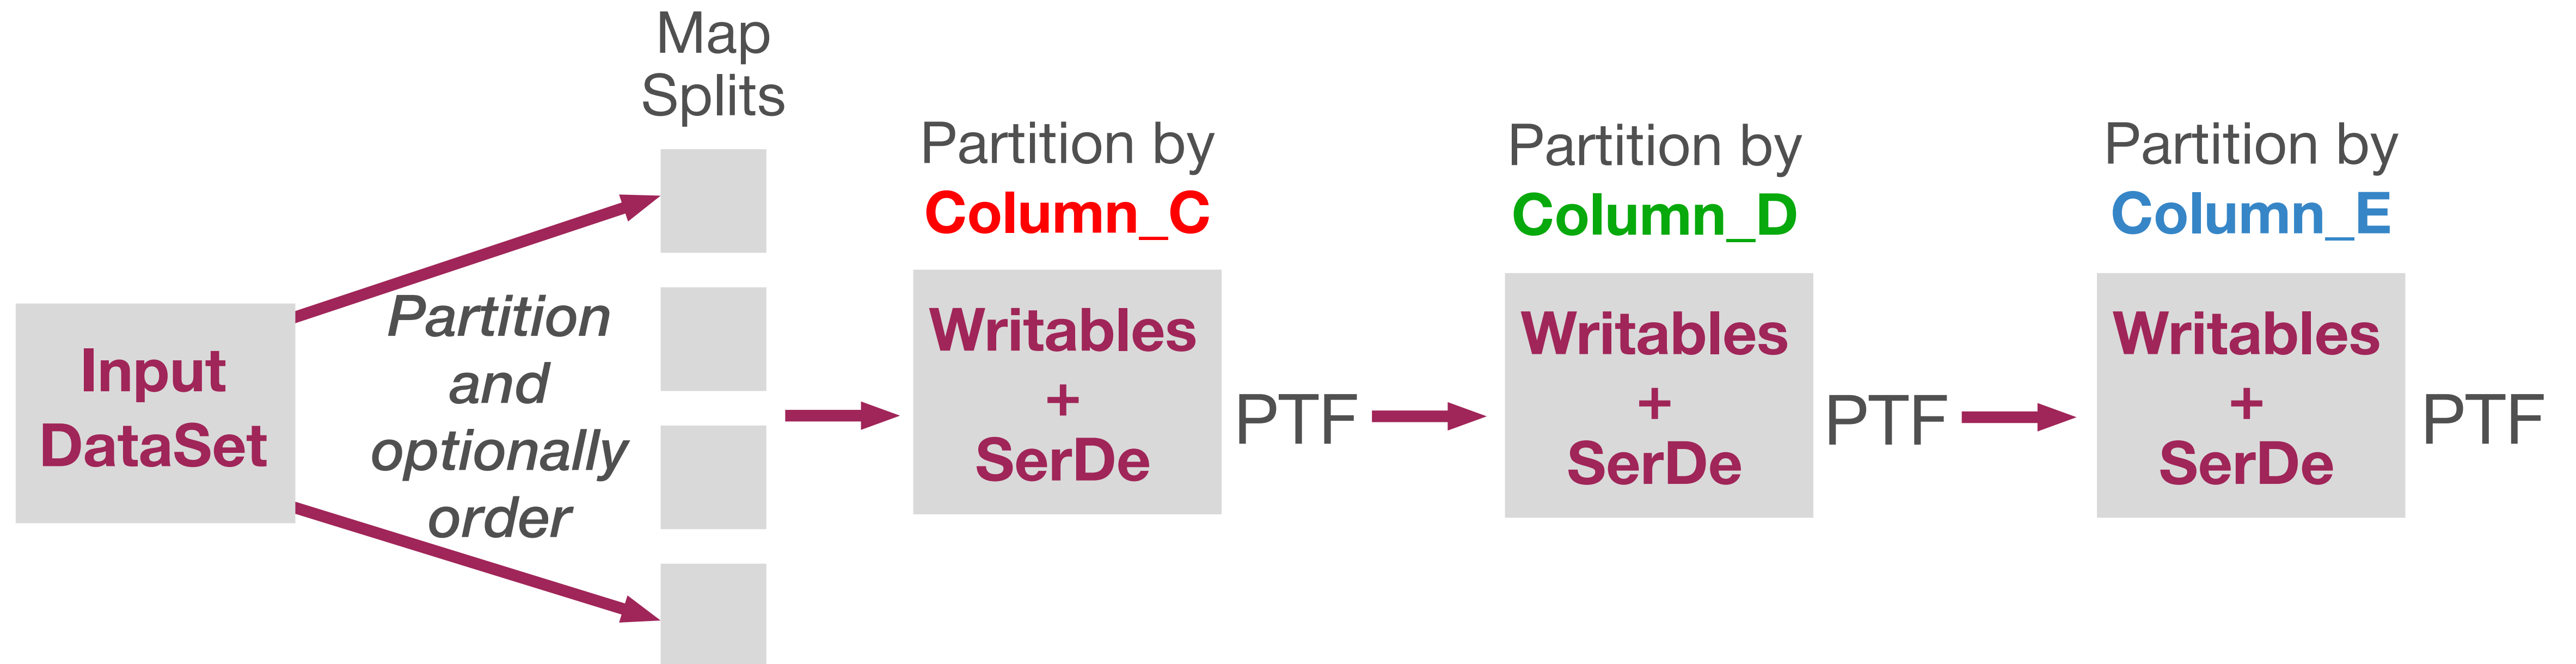 Map
Splits
Input
DataSet
Partition
and
optionally
order
Partition by
Column_C
Writables
+
SerDe
PTF
Partition by
Column_D
Writables
+
SerDe
PTF
Partition by
Column_E
Writables
+
SerDe
PTF